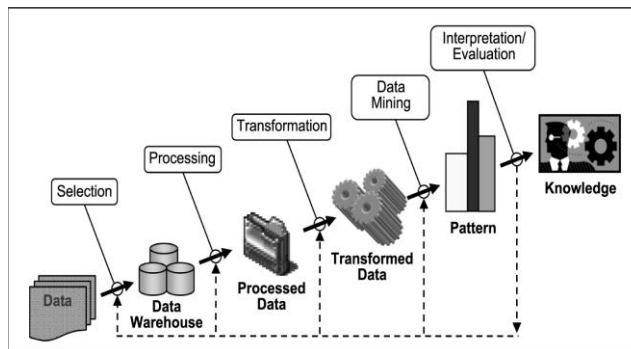 Interpretation/
Evaluation
Data
Mining
Transformation
Processing
Selection
Knowledge
Pattern
Transformed
Data
Processed
Data
Data
Warehouse
Data